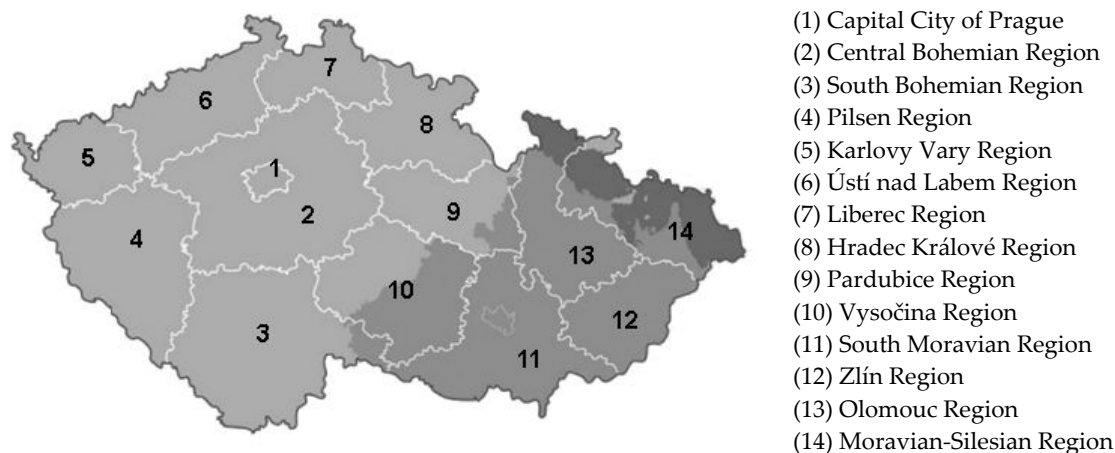 7
6
8
5
1
9
2
4
14
13
10
12
3
11
(1) Capital City of Prague
(2) Central Bohemian Region
(3) South Bohemian Region
(4) Pilsen Region
(5) Karlovy Vary Region
(6) Ústí nad Labem Region
(7) Liberec Region
(8) Hradec Králové Region
(9) Pardubice Region
(10) Vysočina Region
(11) South Moravian Region
(12) Zlín Region
(13) Olomouc Region
(14) Moravian-Silesian Region